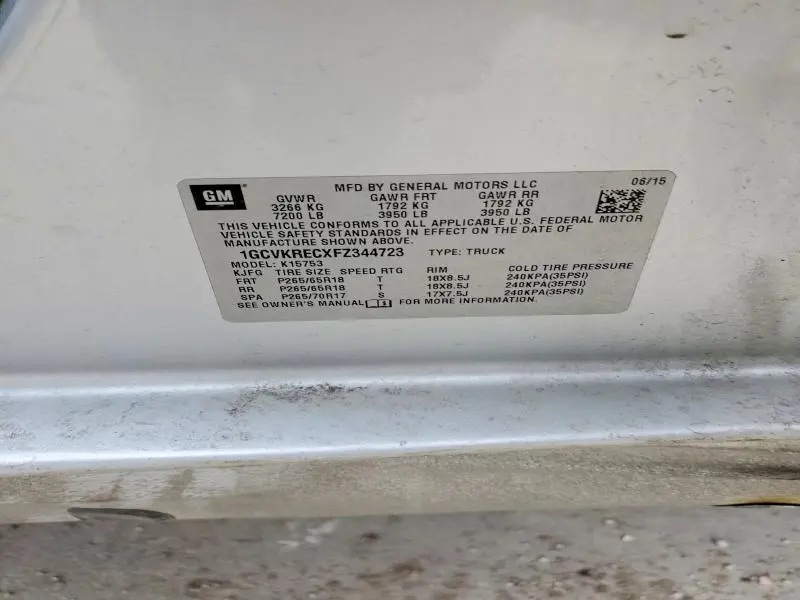 GM
MFD BY GENERAL MOTORS LLC 06/15
GVWR GAWR FRT GAWR RR
3266 KG 1792 KG 1792 KG
7200 LB 3950 LB 3950 LB
THIS VEHICLE CONFORMS TO ALL APPLICABLE U.S. FEDERAL MOTOR
VEHICLE SAFETY STANDARDS IN EFFECT ON THE DATE OF
MANUFACTURE SHOWN ABOVE.
1GCVKRECXFZ344723 TYPE: TRUCK
MODEL: K15753
KJFG TIRE SIZE SPEED RTG RIM COLD TIRE PRESSURE
FRT P265/65R18 T 18X8.5J 240KPA(35PSI)
RR P265/65R18 T 18X8.5J 240KPA(35PSI)
SPA P265/70R17 S 17X7.5J 240KPA(35PSI)
SEE OWNER'S MANUAL FOR MORE INFORMATION